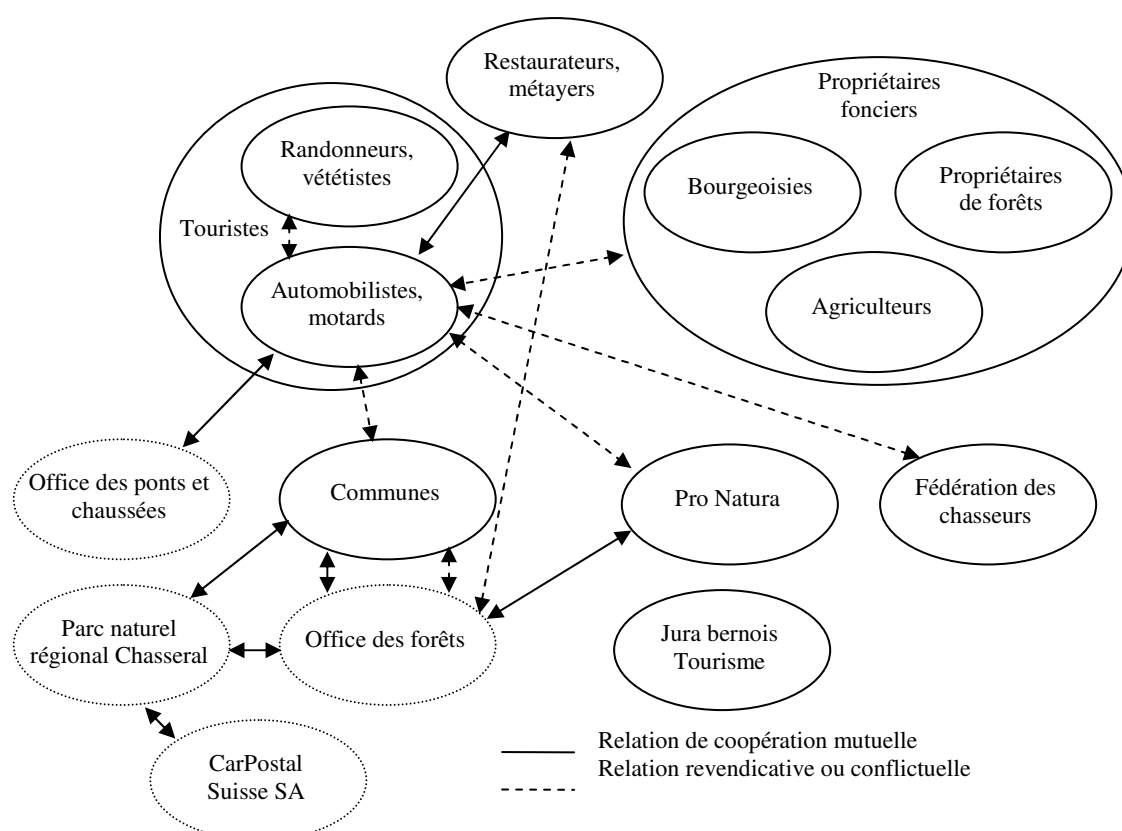 Restaurateurs,
métayers
Propriétaires
fonciers
Randonneurs,
vététistes
Bourgeoisies
Propriétaires
de forêts
Touristes
Automobilistes,
motards
Agriculteurs
Office des ponts et
chaussées
Communes
Pro Natura
Fédération des
chasseurs
Parc naturel
régional Chasseral
Office des forêts
Jura bernois
Tourisme
CarPostal
Suisse SA
Relation de coopération mutuelle
Relation revendicative ou conflictuelle